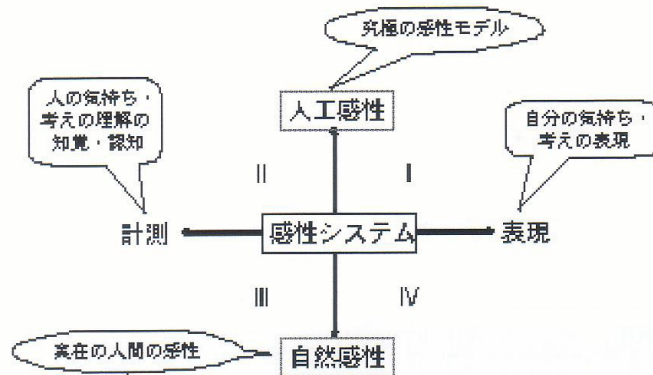 究極の感性モデル
人の気持ち・
考えの理解の
知覚・認知
人工感性
自分の気持ち・
考えの表現
II
I
計測
感性システム
表現
III
IV
実在の人間の感性
自然感性